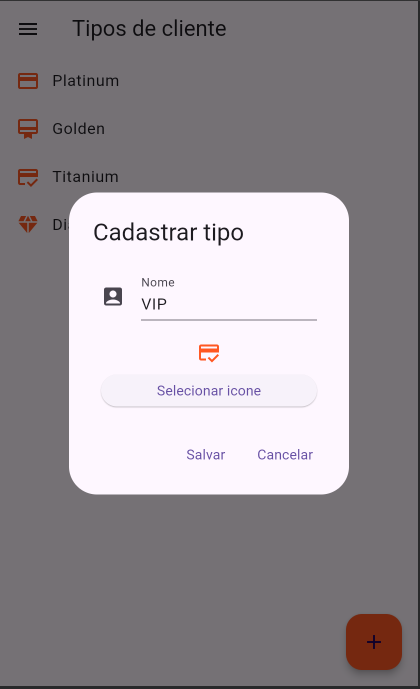 Tipos de cliente
Platinum
Golden
Titanium
Di
Cadastrar tipo
Nome
VIP
Selecionar icone
Salvar
Cancelar